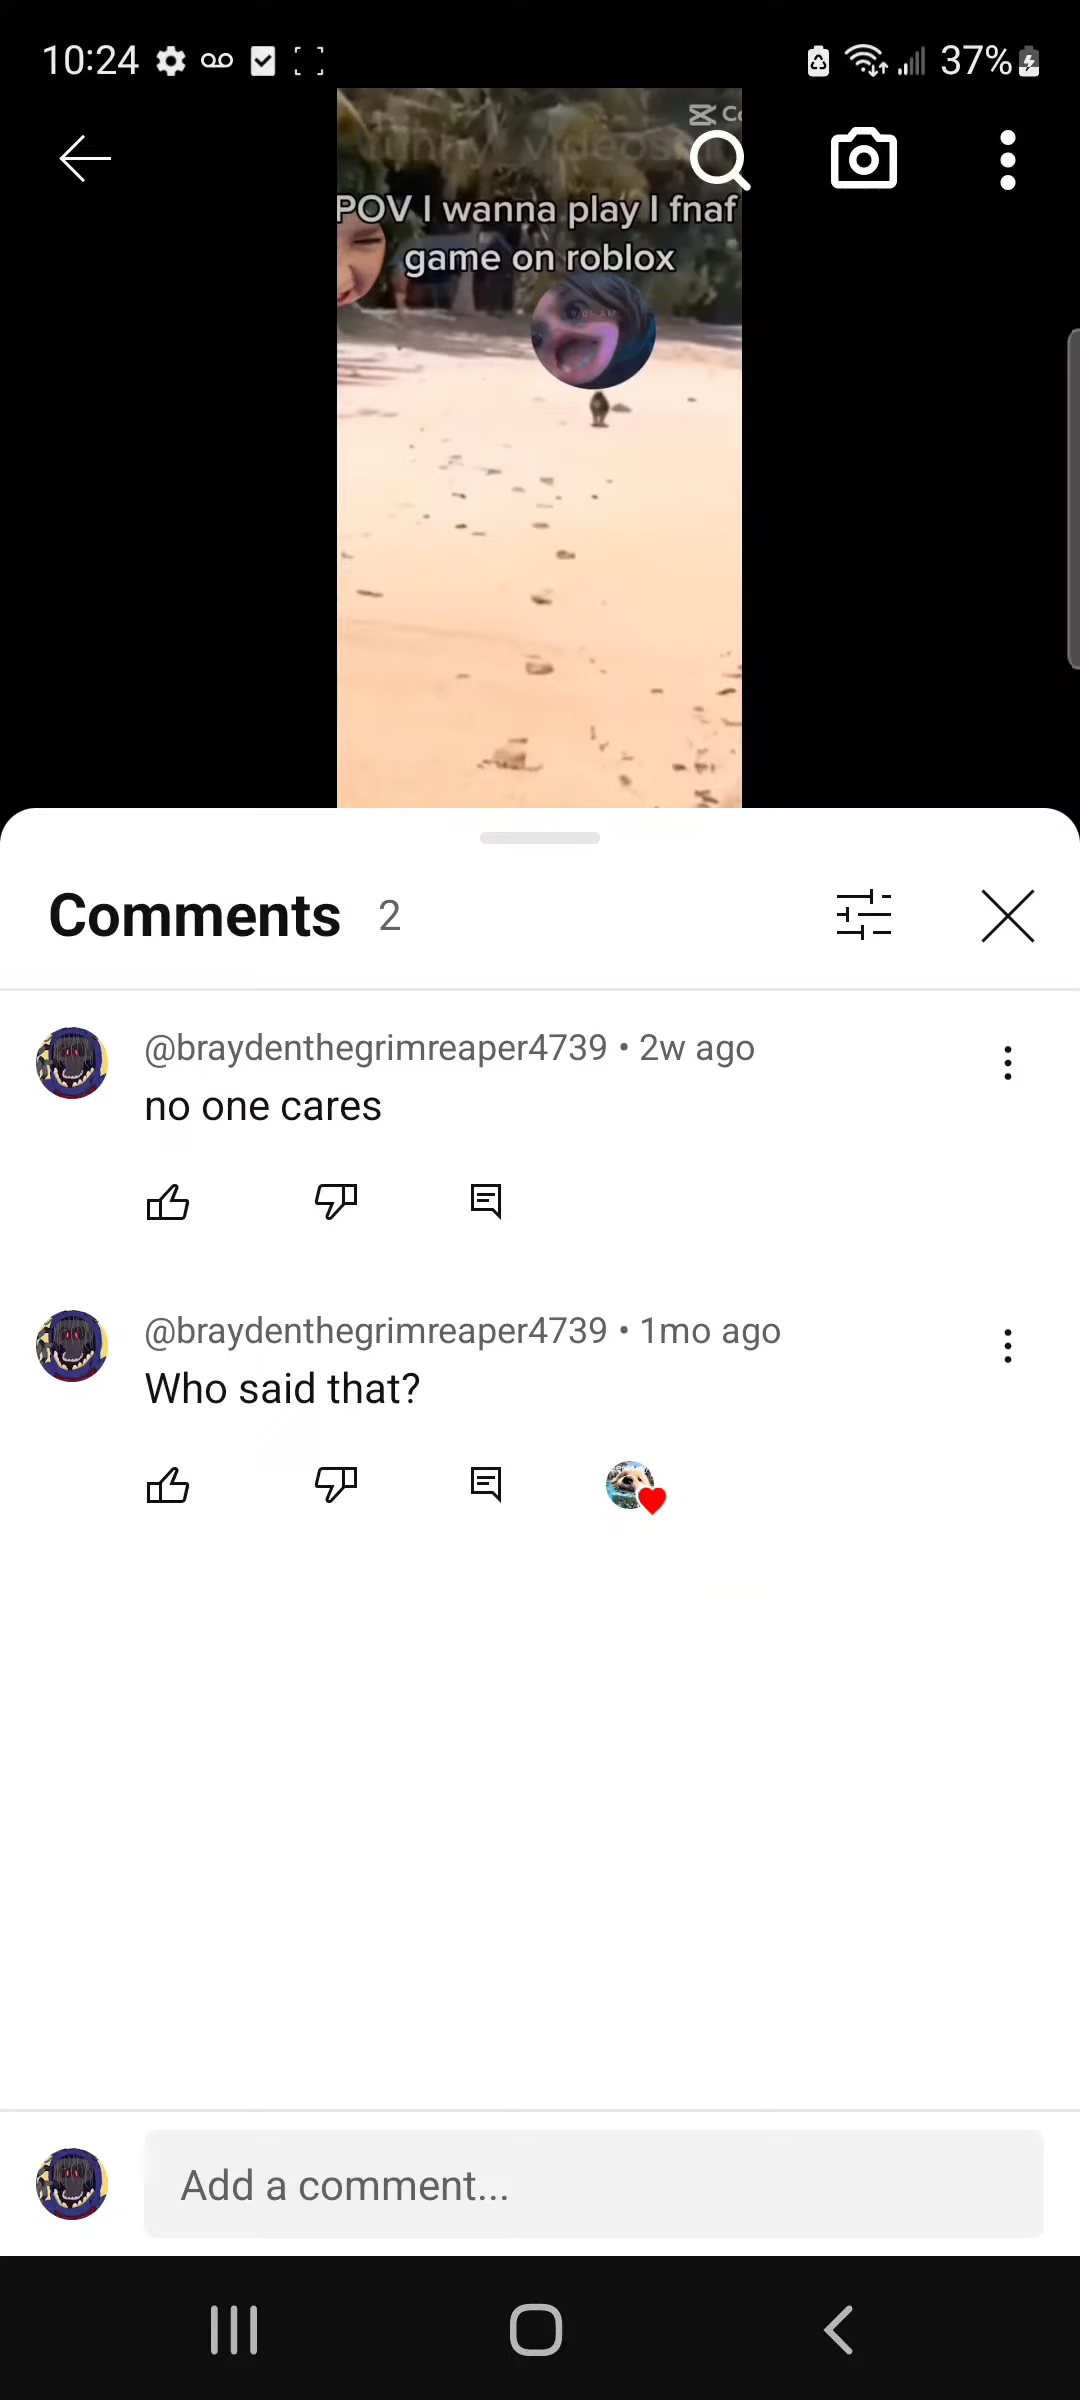 10:24
37%
funny_videos
POV I wanna play I fnaf
game on roblox
Comments 2
@braydenthegrimreaper4739 • 2w ago
no one cares
@braydenthegrimreaper4739 • 1mo ago
Who said that?
Add a comment...